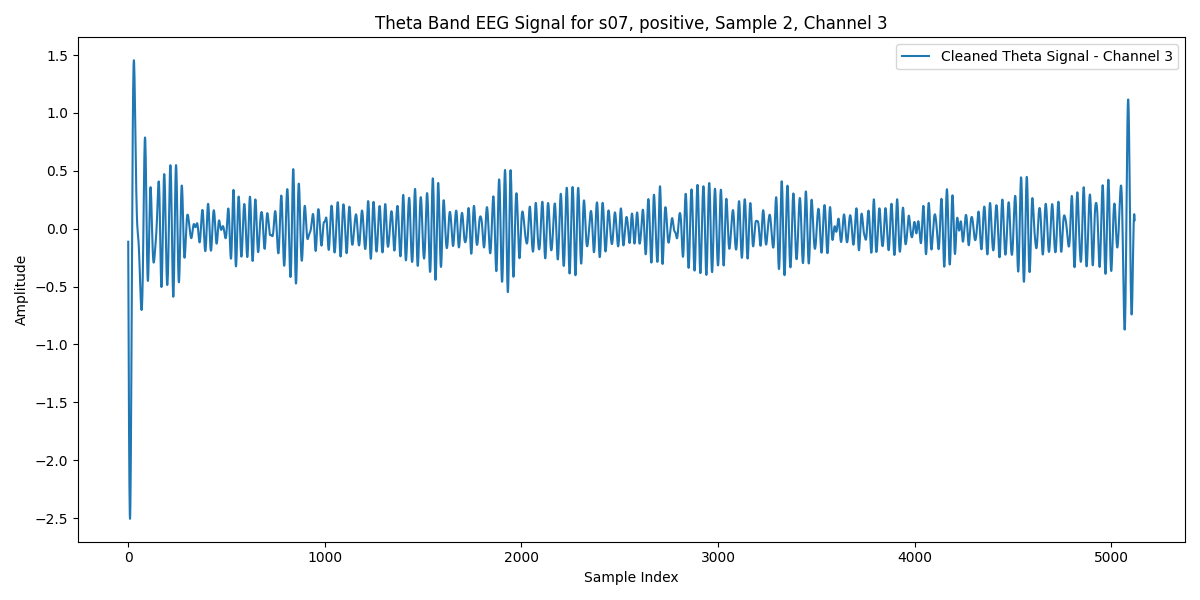 Theta Band EEG Signal for s07, positive, Sample 2, Channel 3
Cleaned Theta Signal - Channel 3
1.5
1.0
0.5
0.0
−0.5
−1.0
−1.5
−2.0
−2.5
Amplitude
0 1000 2000 3000 4000 5000
Sample Index